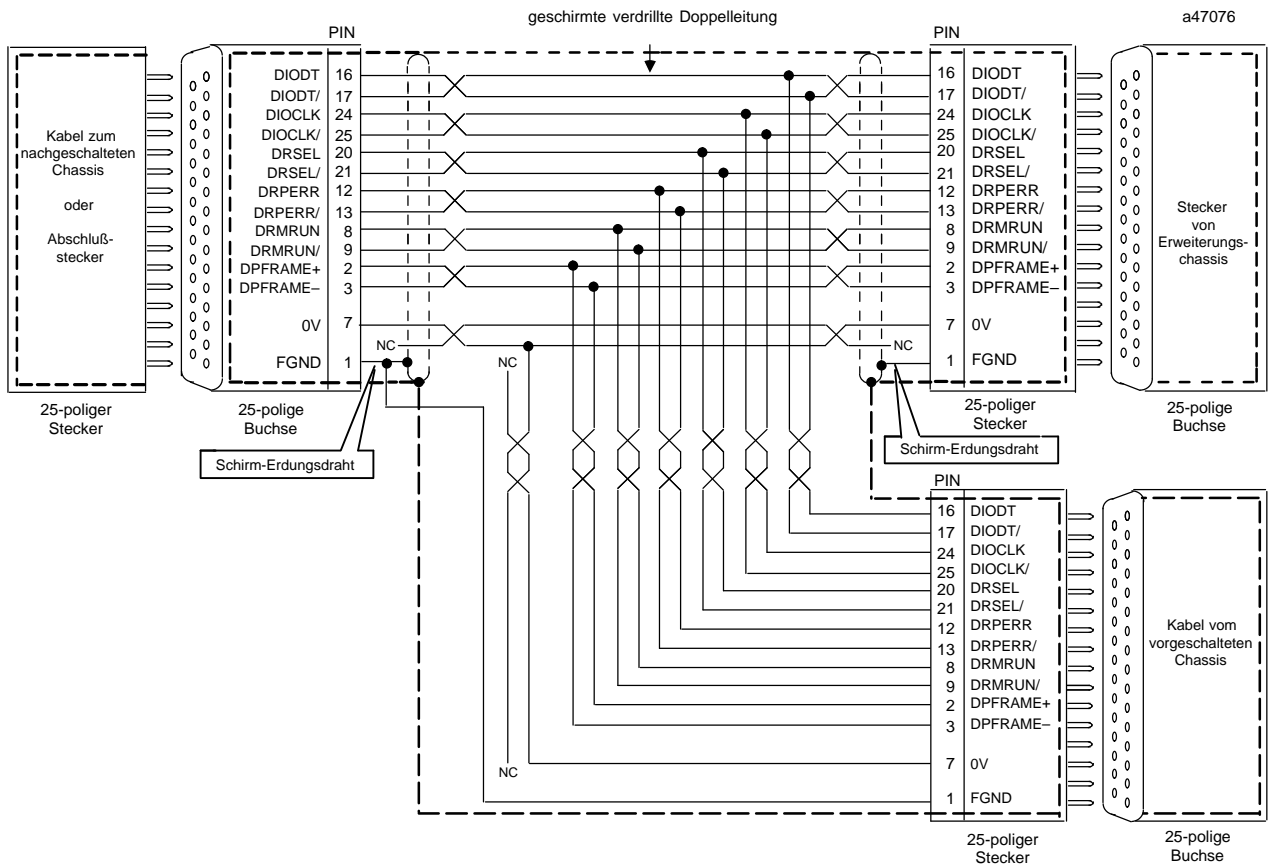 geschirmte verdrillte Doppelleitung
a47076
PIN
DIODT 16
DIODT/ 17
DIOCLK 24
DIOCLK/ 25
DRSEL 20
DRSEL/ 21
DRPERR 12
DRPERR/ 13
DRMRUN 8
DRMRUN/ 9
DPFRAME+ 2
DPFRAME– 3
0V 7
NC
FGND 1
Kabel zum
nachgeschalteten
Chassis
oder
Abschluß-
stecker
25-poliger
Stecker
25-polige
Buchse
Schirm-Erdungsdraht
NC
NC
PIN
16 DIODT
17 DIODT/
24 DIOCLK
25 DIOCLK/
20 DRSEL
21 DRSEL/
12 DRPERR
13 DRPERR/
8 DRMRUN
9 DRMRUN/
2 DPFRAME+
3 DPFRAME–
7 0V
NC
1 FGND
Stecker
von
Erweiterungs-
chassis
25-poliger
Stecker
25-polige
Buchse
Schirm-Erdungsdraht
PIN
16 DIODT
17 DIODT/
24 DIOCLK
25 DIOCLK/
20 DRSEL
21 DRSEL/
12 DRPERR
13 DRPERR/
8 DRMRUN
9 DRMRUN/
2 DPFRAME+
3 DPFRAME–
7 0V
1 FGND
Kabel vom
vorgeschalteten
Chassis
25-poliger
Stecker
25-polige
Buchse